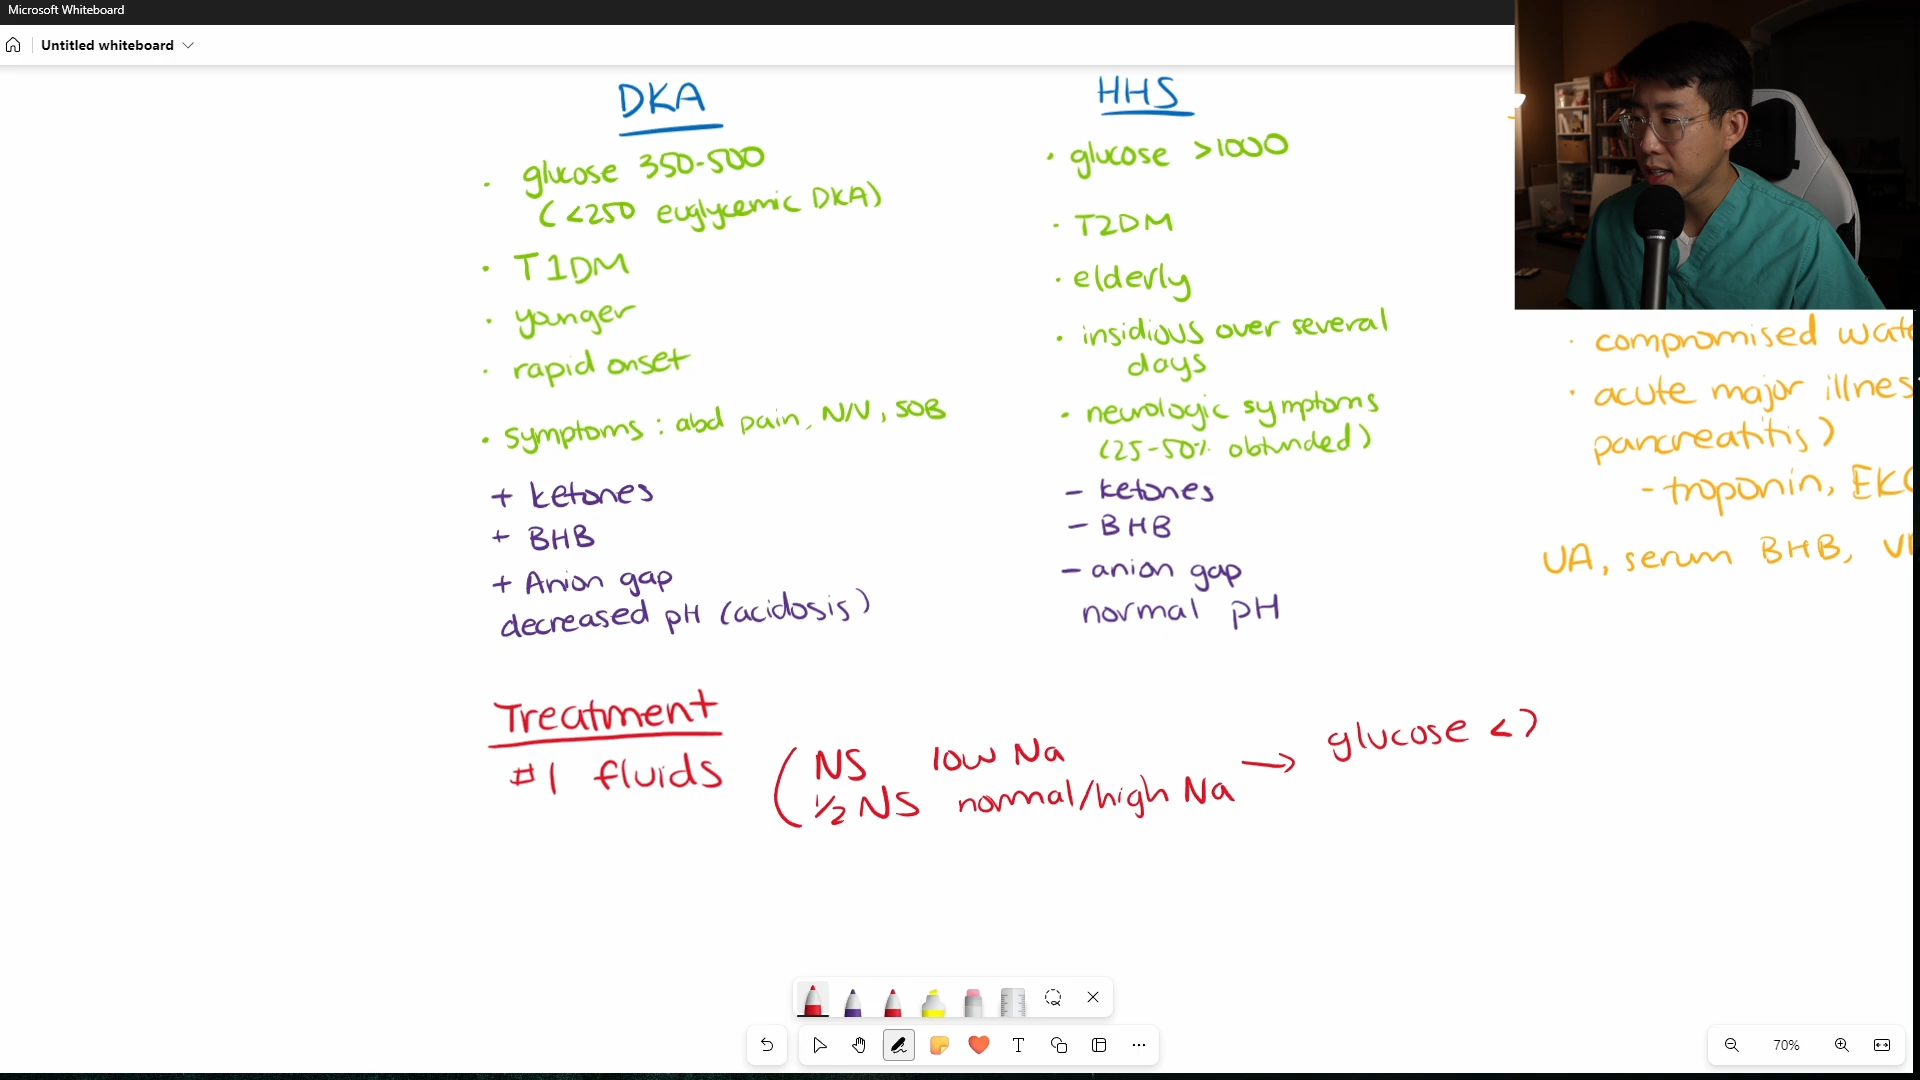 Microsoft Whiteboard
Untitled whiteboard
DKA
glucose 350-500
(<250 euglycemic DKA)
• T1DM
• younger
• rapid onset
• symptoms: abd pain, N/V, SOB
+ ketones
+ BHB
+ Anion gap
decreased pH (acidosis)
HHS
• glucose >1000
• T2DM
• elderly
• insidious over several
days
• neurologic symptoms
(25-50% obtunded)
- ketones
- BHB
- anion gap
normal pH
• compromised
• acute major
pancreatitis)
- troponin,
UA, serum BHB,
Treatment
#1 fluids
( NS low Na
1/2 NS normal/high Na
→ glucose <
70%